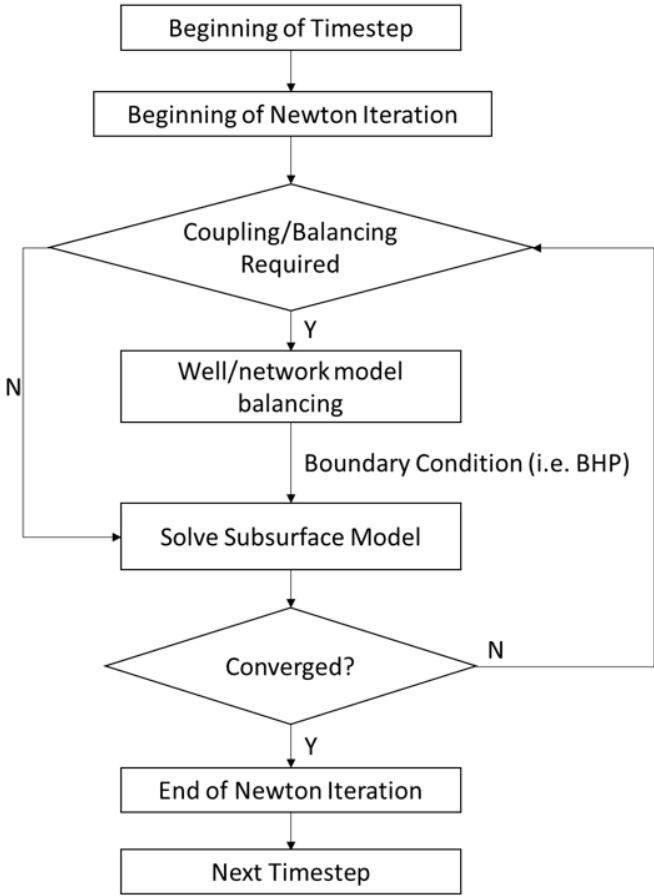 Beginning of Timestep
Beginning of Newton Iteration
Coupling/Balancing
Required
Y
N
Well/network model
balancing
Boundary Condition (i.e. BHP)
Solve Subsurface Model
Converged?
N
Y
End of Newton Iteration
Next Timestep